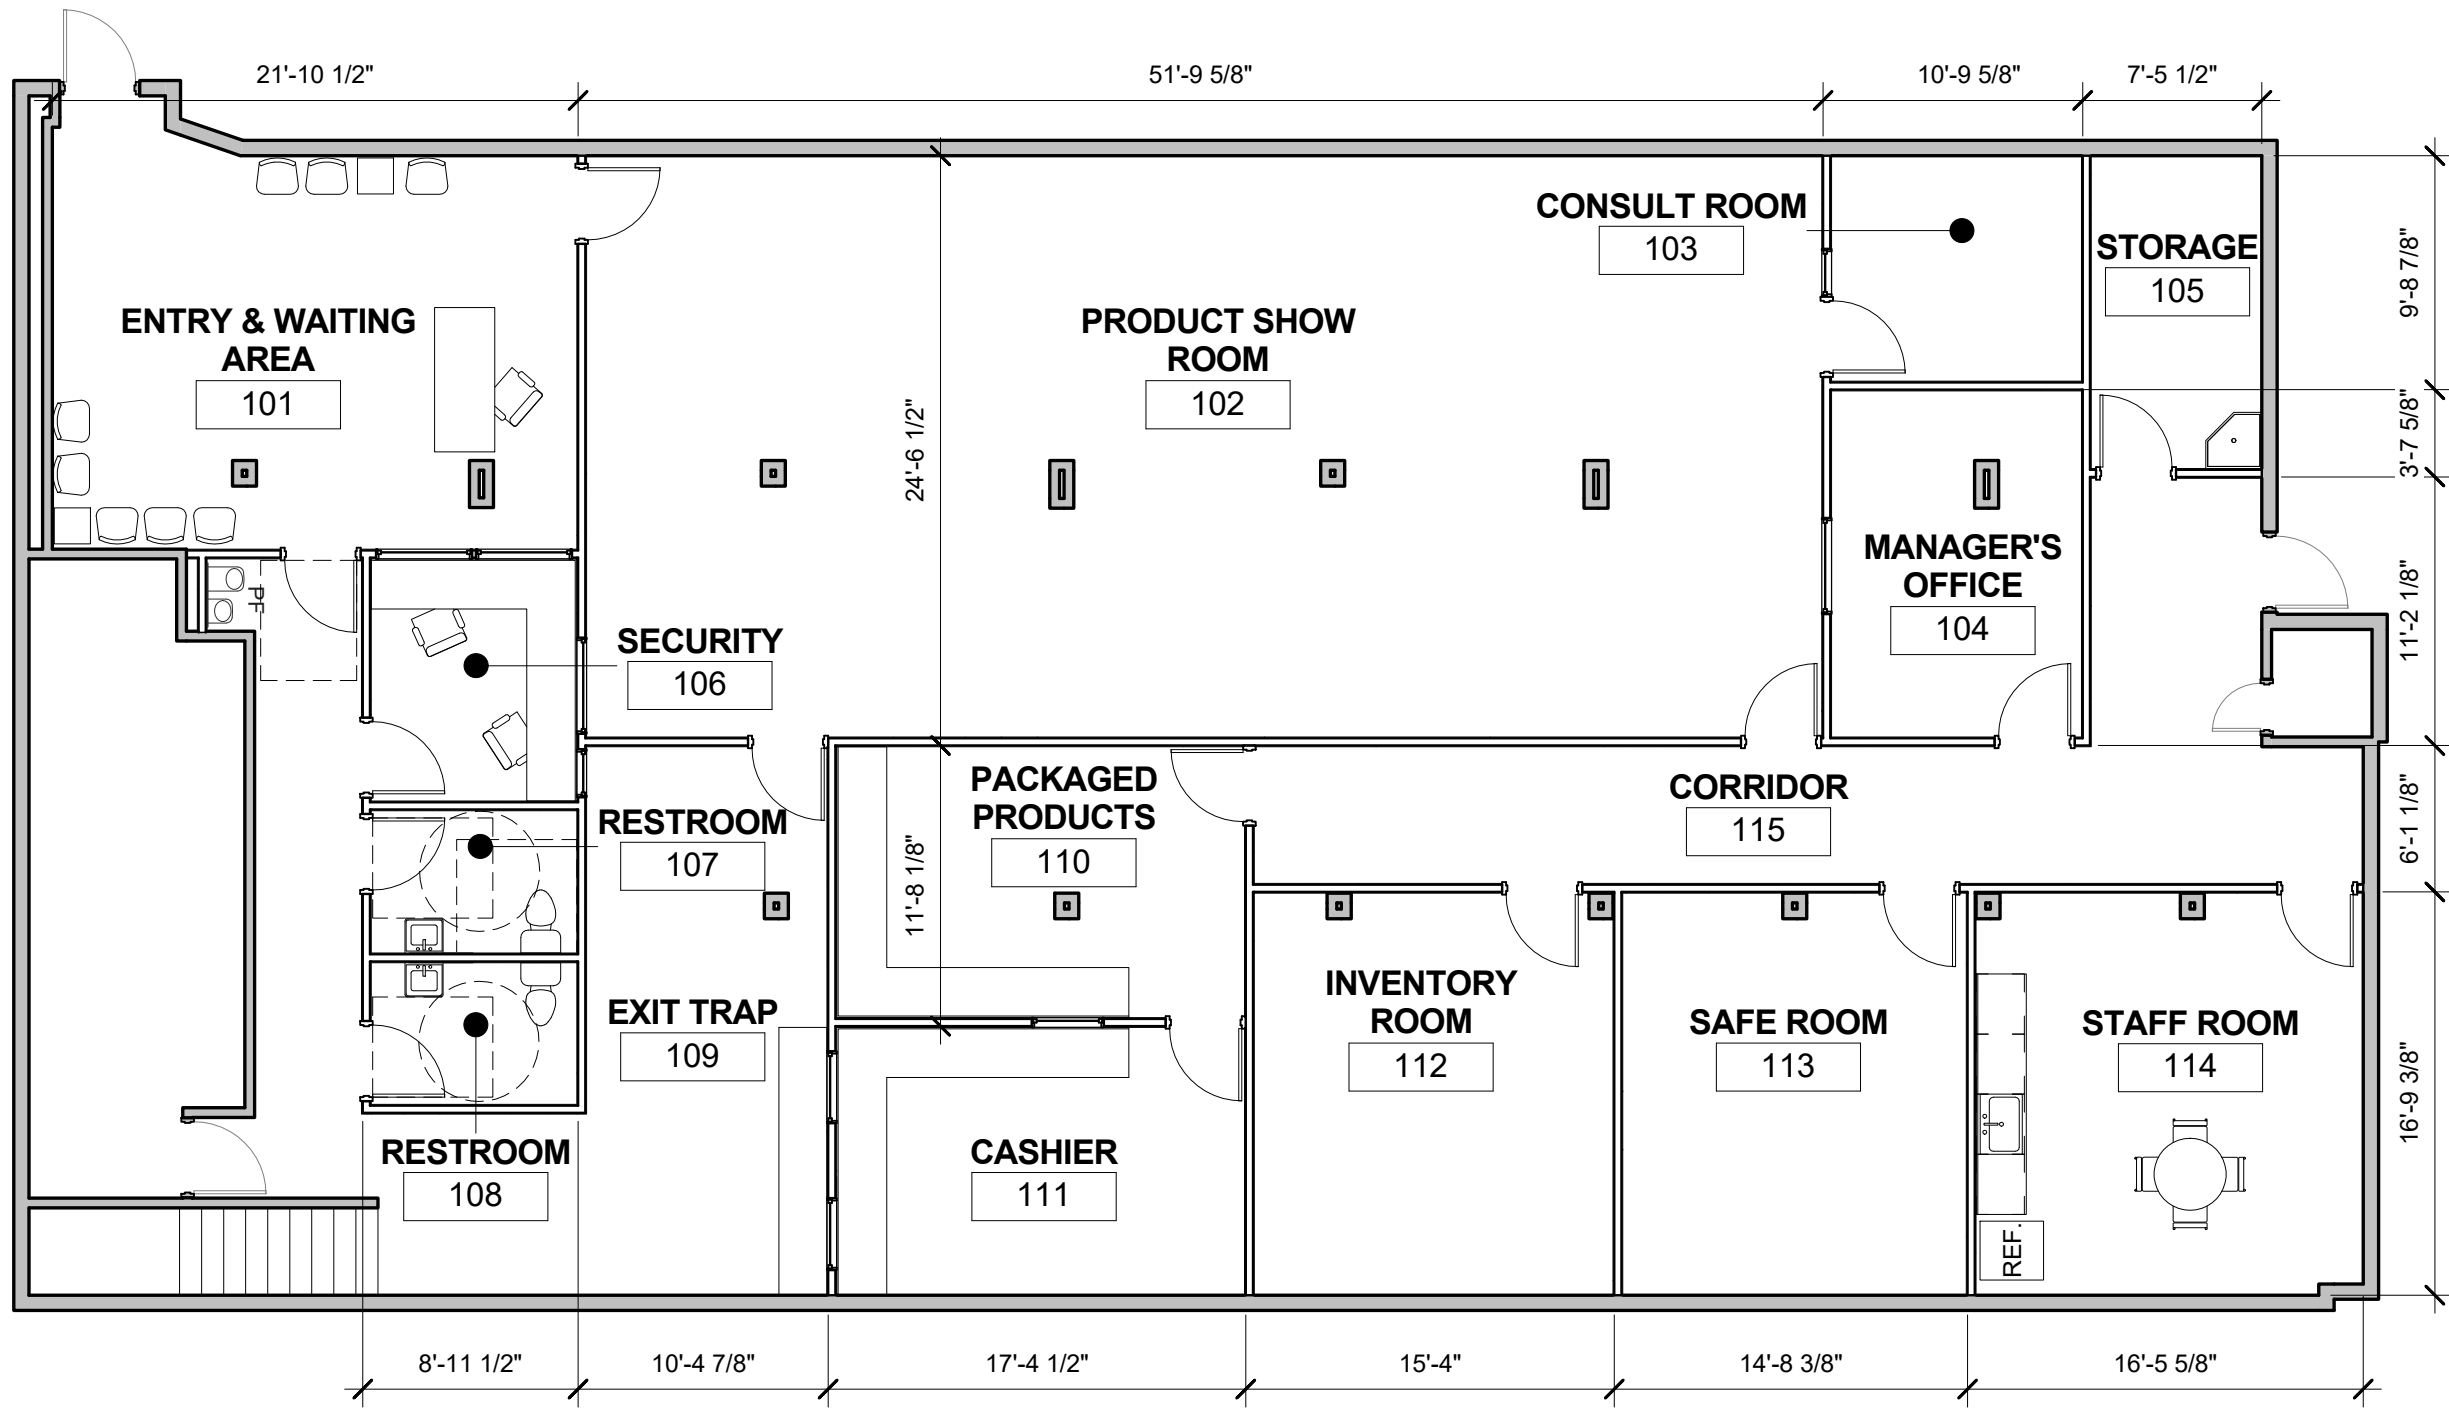 21'-10 1/2"
51'-9 5/8"
10'-9 5/8"
7'-5 1/2"
CONSULT ROOM
103
STORAGE
105
9'-8 7/8"
ENTRY & WAITING
AREA
101
PRODUCT SHOW
ROOM
102
24'-6 1/2"
3'-7 5/8"
MANAGER'S
OFFICE
104
11'-2 1/8"
PF
SECURITY
106
PACKAGED
PRODUCTS
110
CORRIDOR
115
6'-1 1/8"
RESTROOM
107
11'-8 1/8"
EXIT TRAP
109
INVENTORY
ROOM
112
SAFE ROOM
113
STAFF ROOM
114
16'-9 3/8"
RESTROOM
108
CASHIER
111
REF.
8'-11 1/2"
10'-4 7/8"
17'-4 1/2"
15'-4"
14'-8 3/8"
16'-5 5/8"